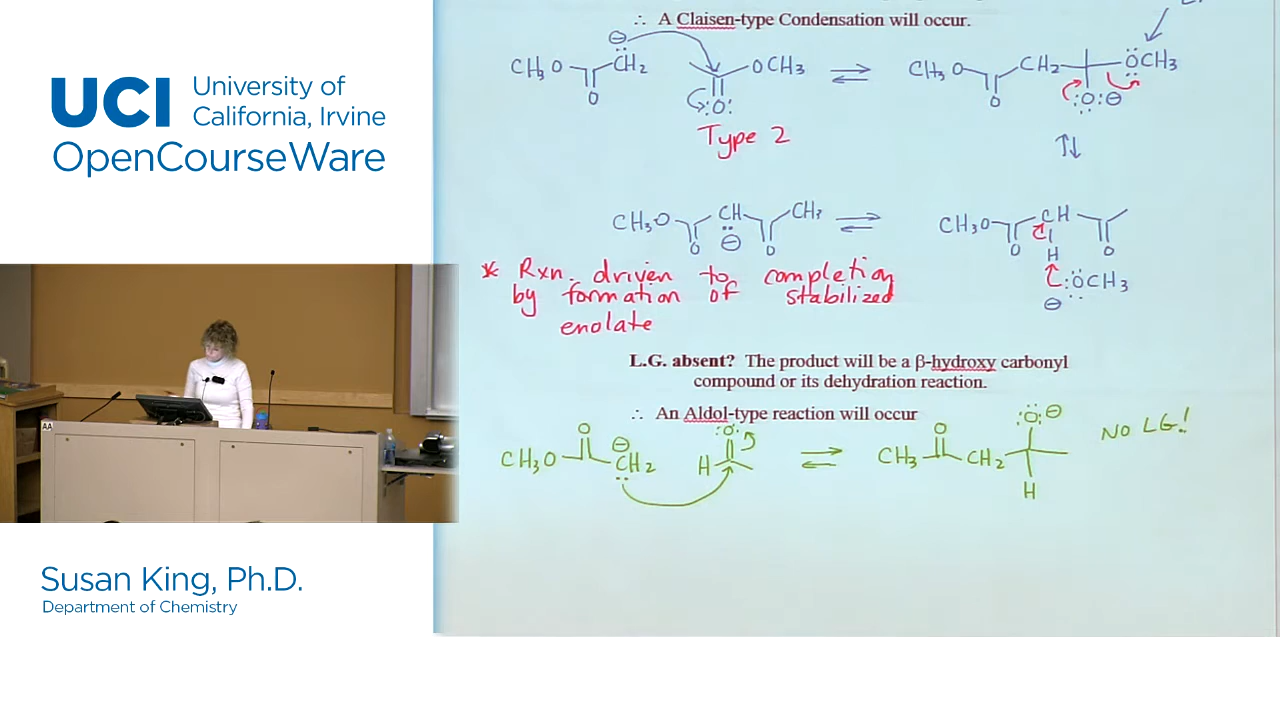 UCI University of California, Irvine
OpenCourseWare
∴ A Claisen-type Condensation will occur.
CH3O O ⊖ CH2 OCH3 :O: ⇌ CH3O O CH2 ÖCH3 :O:⊖
Type 2
⇅
CH3O O CH ⊖ O CH3 ⇌ CH3O O CH H O
:ÖCH3 ⊖
* Rxn. driven to completion
by formation of stabilized
enolate
L.G. absent? The product will be a β-hydroxy carbonyl
compound or its dehydration reaction.
∴ An Aldol-type reaction will occur
CH3O O ⊖ CH2 H :O: ⇌ CH3 O CH2 :O:⊖ H
NO LG!
AA
Susan King, Ph.D.
Department of Chemistry